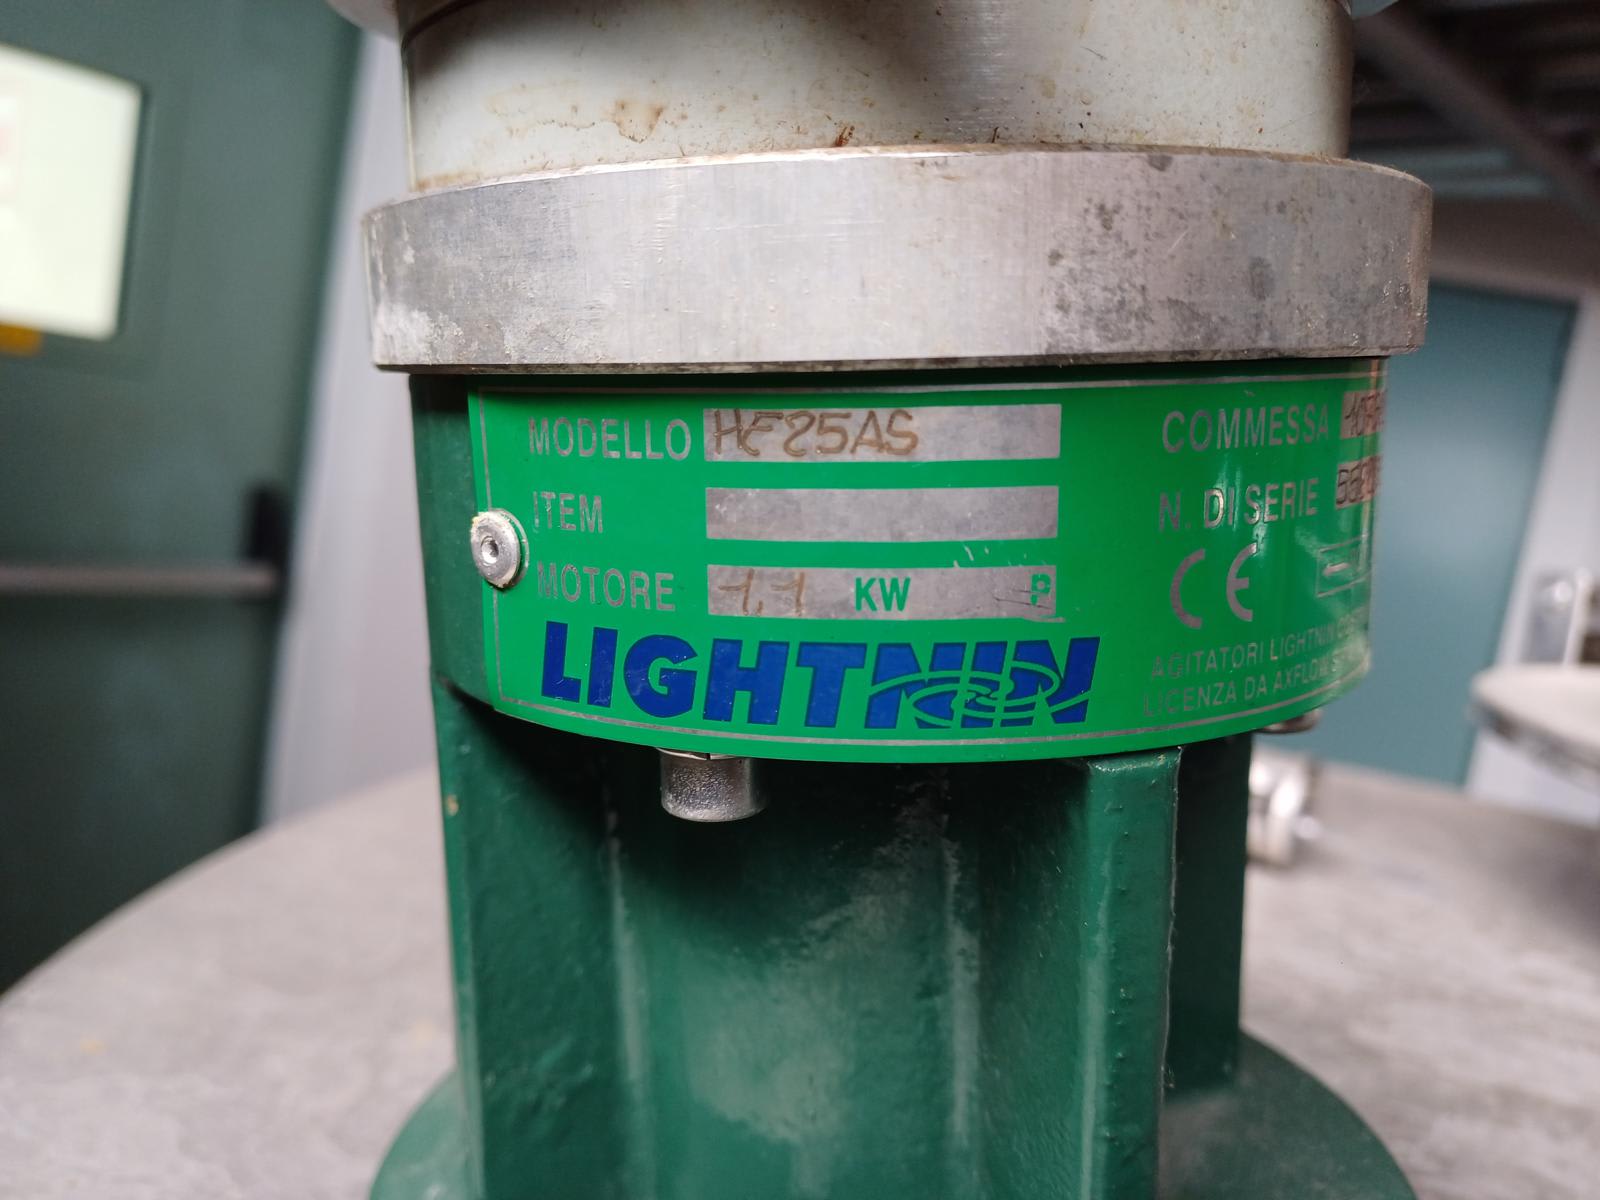 MODELLO HE25AS
ITEM
MOTORE 1,1 KW P
LIGHTNIN
COMMESSA
N. DI SERIE
CE
AGITATORI LIGHTNIN
LICENZA DA AXFLOW